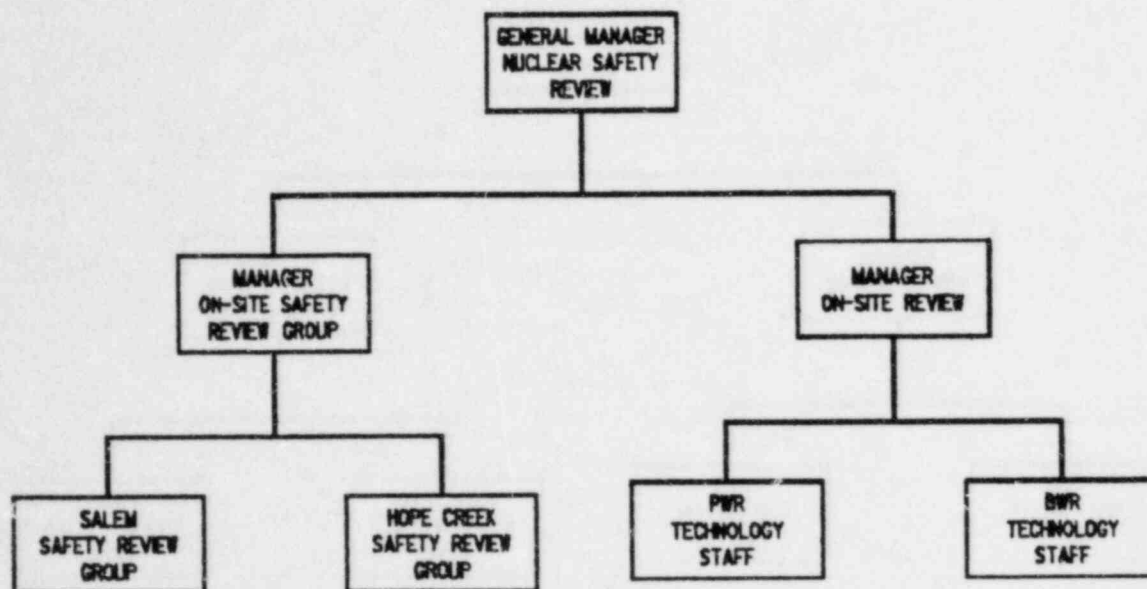 GENERAL MANAGER
NUCLEAR SAFETY
REVIEW
MANAGER
ON-SITE SAFETY
REVIEW GROUP
MANAGER
ON-SITE REVIEW
SALEM
SAFETY REVIEW
GROUP
HOPE CREEK
SAFETY REVIEW
GROUP
PWR
TECHNOLOGY
STAFF
BWR
TECHNOLOGY
STAFF